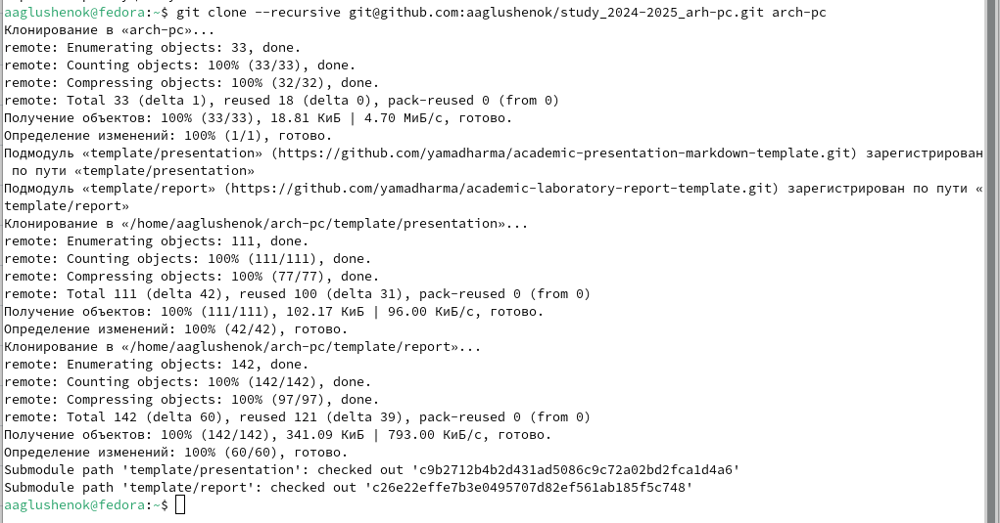 aaglushenok@fedora:~$ git clone --recursive git@github.com:aaglushenok/study_2024-2025_arh-pc.git arch-pc
Клонирование в «arch-pc»...
remote: Enumerating objects: 33, done.
remote: Counting objects: 100% (33/33), done.
remote: Compressing objects: 100% (32/32), done.
remote: Total 33 (delta 1), reused 18 (delta 0), pack-reused 0 (from 0)
Получение объектов: 100% (33/33), 18.81 КиБ | 4.70 МиБ/с, готово.
Определение изменений: 100% (1/1), готово.
Подмодуль «template/presentation» (https://github.com/yamadharma/academic-presentation-markdown-template.git) зарегистрирован
по пути «template/presentation»
Подмодуль «template/report» (https://github.com/yamadharma/academic-laboratory-report-template.git) зарегистрирован по пути «
template/report»
Клонирование в «/home/aaglushenok/arch-pc/template/presentation»...
remote: Enumerating objects: 111, done.
remote: Counting objects: 100% (111/111), done.
remote: Compressing objects: 100% (77/77), done.
remote: Total 111 (delta 42), reused 100 (delta 31), pack-reused 0 (from 0)
Получение объектов: 100% (111/111), 102.17 КиБ | 96.00 КиБ/с, готово.
Определение изменений: 100% (42/42), готово.
Клонирование в «/home/aaglushenok/arch-pc/template/report»...
remote: Enumerating objects: 142, done.
remote: Counting objects: 100% (142/142), done.
remote: Compressing objects: 100% (97/97), done.
remote: Total 142 (delta 60), reused 121 (delta 39), pack-reused 0 (from 0)
Получение объектов: 100% (142/142), 341.09 КиБ | 793.00 КиБ/с, готово.
Определение изменений: 100% (60/60), готово.
Submodule path 'template/presentation': checked out 'c9b2712b4b2d431ad5086c9c72a02bd2fca1d4a6'
Submodule path 'template/report': checked out 'c26e22effe7b3e0495707d82ef561ab185f5c748'
aaglushenok@fedora:~$